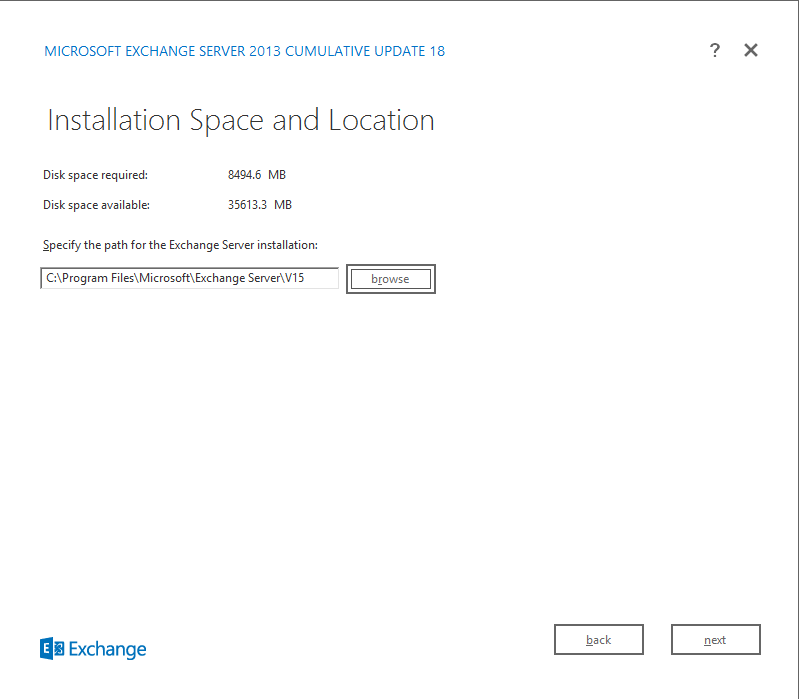 MICROSOFT EXCHANGE SERVER 2013 CUMULATIVE UPDATE 18
?
Installation Space and Location
Disk space required: 8494.6 MB
Disk space available: 35613.3 MB
Specify the path for the Exchange Server installation:
C:\Program Files\Microsoft\Exchange Server\V15 browse
back next
E Exchange